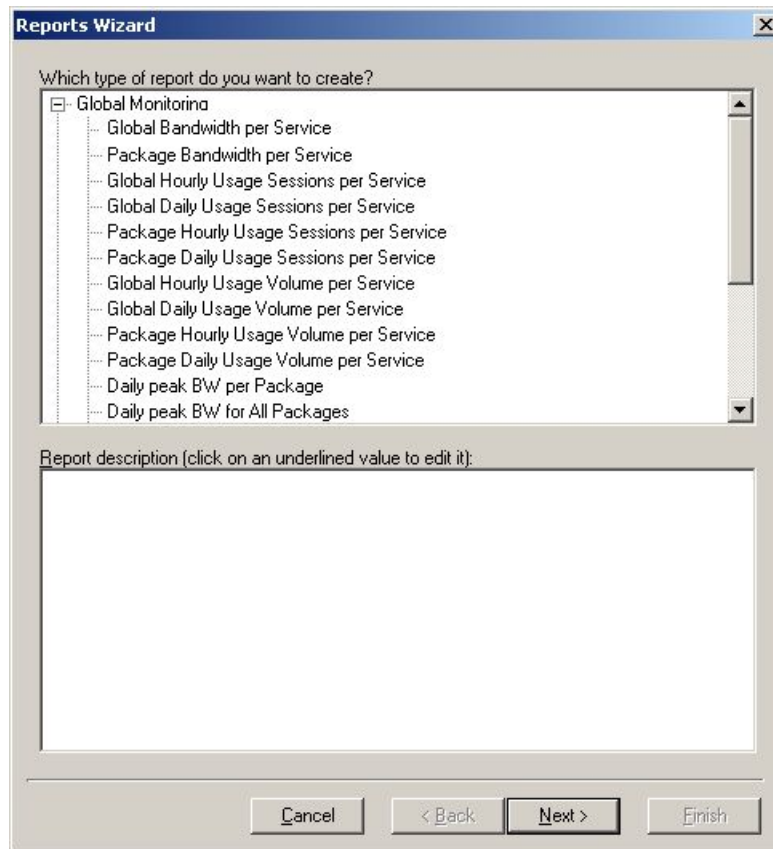 Reports Wizard
Which type of report do you want to create?
Global Monitoring
Global Bandwidth per Service
Package Bandwidth per Service
Global Hourly Usage Sessions per Service
Global Daily Usage Sessions per Service
Package Hourly Usage Sessions per Service
Package Daily Usage Sessions per Service
Global Hourly Usage Volume per Service
Global Daily Usage Volume per Service
Package Hourly Usage Volume per Service
Package Daily Usage Volume per Service
Daily peak BW per Package
Daily peak BW for All Packages
Report description (click on an underlined value to edit it):
Cancel < Back Next > Finish